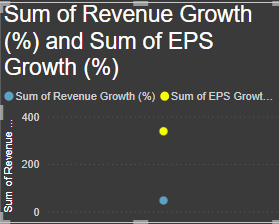 Sum of Revenue Growth
(%) and Sum of EPS
Growth (%)
Sum of Revenue Growth (%) Sum of EPS Growt...
Sum of Revenue ...
400
200
0